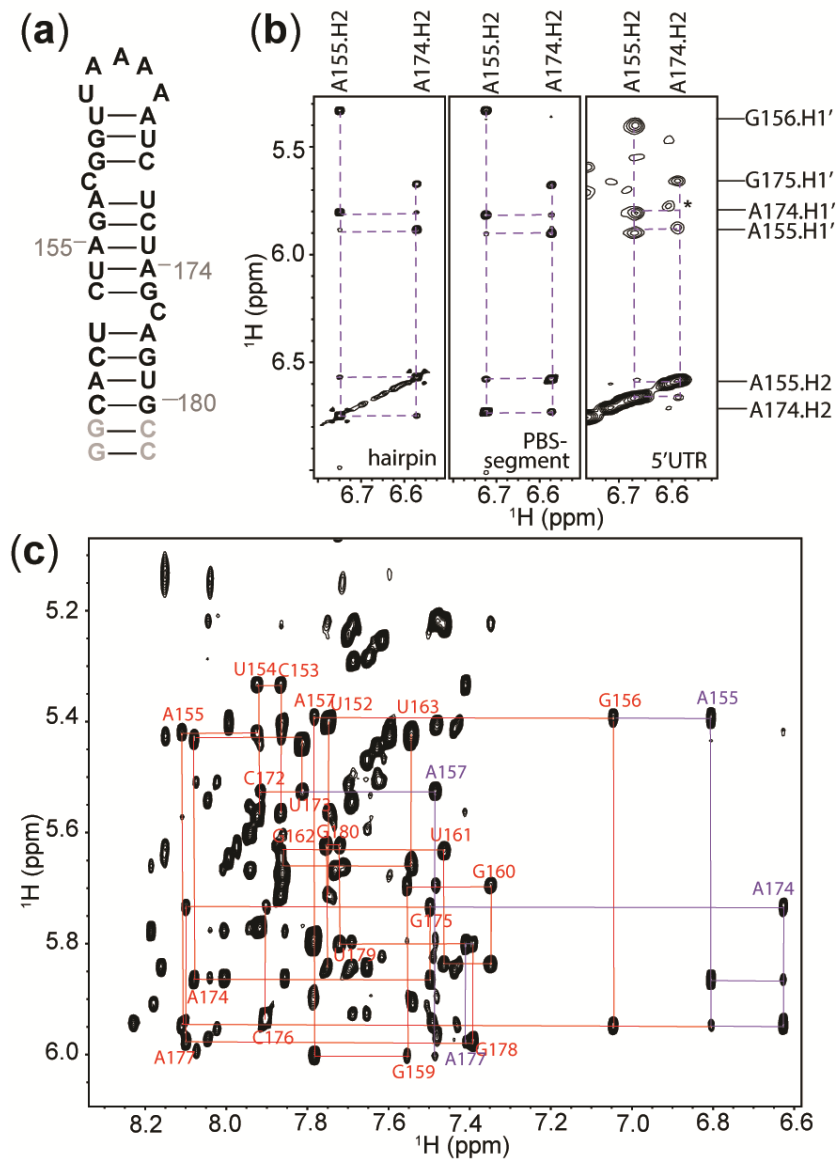 (a)
A A
A A
U
U A
G U
G C
C
A U
G C
155 A U
U A 174
C G
C
U A
C G
A U
C G 180
G C
G C
(b)
A155.H2
A174.H2
A155.H2
A174.H2
A155.H2
A174.H2
5.5
6.0
6.5
¹H (ppm)
hairpin
PBS-
segment
5'UTR
*
G156.H1'
G175.H1'
A174.H1'
A155.H1'
A155.H2
A174.H2
6.7 6.6
6.7 6.6
6.7 6.6
¹H (ppm)
(c)
5.2
5.4
5.6
5.8
6.0
¹H (ppm)
U154 C153
A155
A157
U152
U163
G156
A155
C172
U173
A157
G162
G180
U161
G160
A174
G175
U179
A174
C176
A177
A177
G178
G159
8.2 8.0 7.8 7.6 7.4 7.2 7.0 6.8 6.6
¹H (ppm)